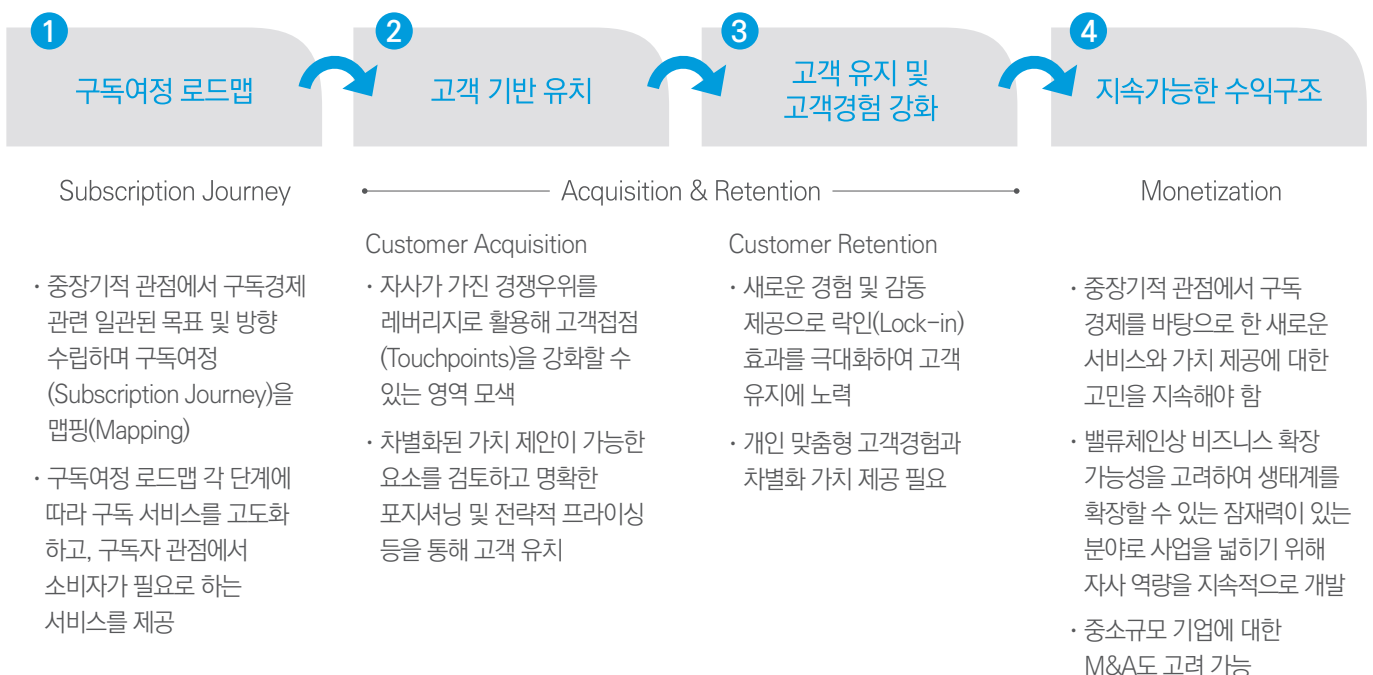 1
구독여정 로드맵
2
고객 기반 유치
3
고객 유지 및
고객경험 강화
4
지속가능한 수익구조
Subscription Journey
Acquisition & Retention
Monetization
· 중장기적 관점에서 구독경제
관련 일관된 목표 및 방향
수립하며 구독여정
(Subscription Journey)을
맵핑(Mapping)
· 구독여정 로드맵 각 단계에
따라 구독 서비스를 고도화
하고, 구독자 관점에서
소비자가 필요로 하는
서비스를 제공
Customer Acquisition
· 자사가 가진 경쟁우위를
레버리지로 활용해 고객접점
(Touchpoints)을 강화할 수
있는 영역 모색
· 차별화된 가치 제안이 가능한
요소를 검토하고 명확한
포지셔닝 및 전략적 프라이싱
등을 통해 고객 유치
Customer Retention
· 새로운 경험 및 감동
제공으로 락인(Lock-in)
효과를 극대화하여 고객
유지에 노력
· 개인 맞춤형 고객경험과
차별화 가치 제공 필요
· 중장기적 관점에서 구독
경제를 바탕으로 한 새로운
서비스와 가치 제공에 대한
고민을 지속해야 함
· 밸류체인상 비즈니스 확장
가능성을 고려하여 생태계를
확장할 수 있는 잠재력이 있는
분야로 사업을 넓히기 위해
자사 역량을 지속적으로 개발
· 중소규모 기업에 대한
M&A도 고려 가능